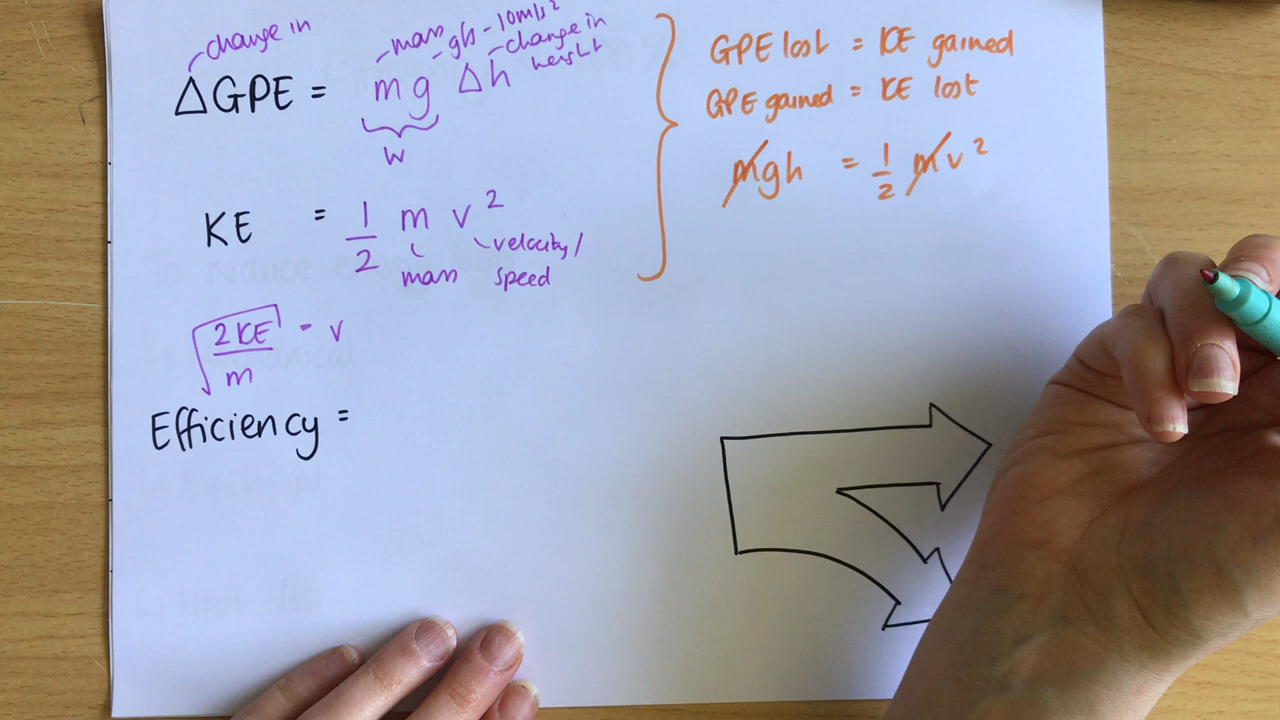 change in
mass gfs - 10m/s²
change in
height
ΔGPE = mg Δh
W
KE = 1/2 m v²
mass
velocity/
speed
√2KE/m = v
Efficiency =
GPE lost = KE gained
GPE gained = KE lost
mgh = 1/2 mv²